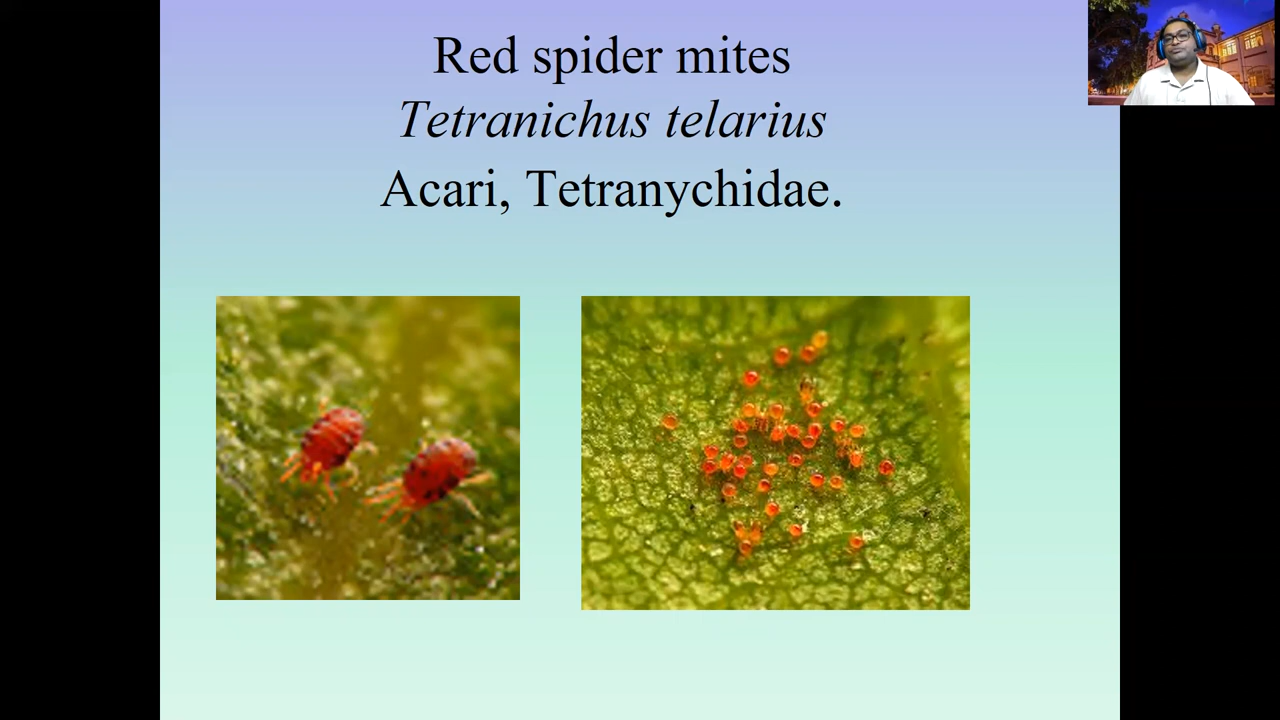 Red spider mites
Tetranichus telarius
Acari, Tetranychidae.